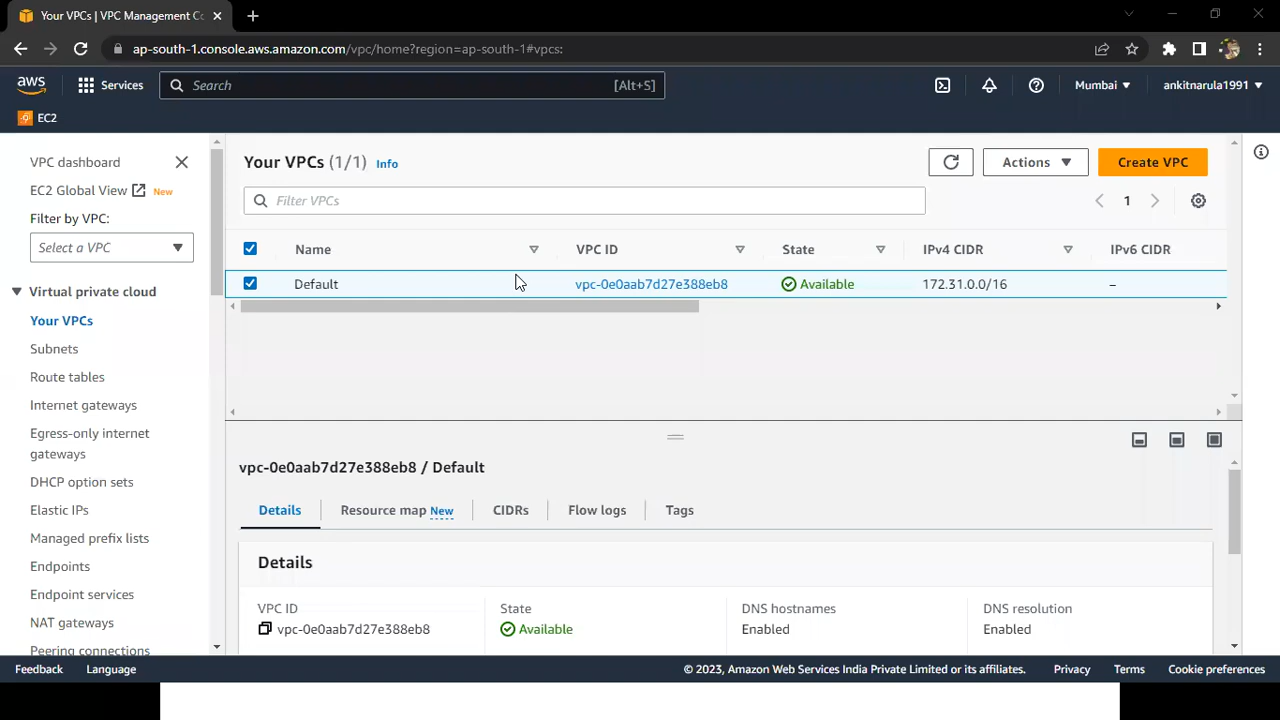 Your VPCs | VPC Management Co
ap-south-1.console.aws.amazon.com/vpc/home?region=ap-south-1#vpcs:
aws Services Search [Alt+S] Mumbai ankitnarula1991
EC2
VPC dashboard
EC2 Global View New
Filter by VPC:
Select a VPC
Virtual private cloud
Your VPCs
Subnets
Route tables
Internet gateways
Egress-only internet
gateways
DHCP option sets
Elastic IPs
Managed prefix lists
Endpoints
Endpoint services
NAT gateways
Peering connections
Your VPCs (1/1) Info
Actions Create VPC
Filter VPCs
1
Name VPC ID State IPv4 CIDR IPv6 CIDR
Default vpc-0e0aab7d27e388eb8 Available 172.31.0.0/16 –
vpc-0e0aab7d27e388eb8 / Default
Details Resource map New CIDRs Flow logs Tags
Details
VPC ID State DNS hostnames DNS resolution
vpc-0e0aab7d27e388eb8 Available Enabled Enabled
Feedback Language © 2023, Amazon Web Services India Private Limited or its affiliates. Privacy Terms Cookie preferences